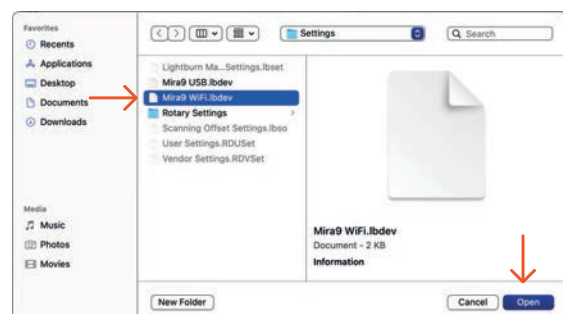 Favorites
Recents
Applications
Desktop
Documents
Downloads
Media
Music
Photos
Movies
Settings
Search
Lightburn Ma...Settings.lbset
Mira9 USB.lbdev
Mira9 WiFi.lbdev
Rotary Settings
Scanning Offset Settings.lbso
User Settings.RDUSet
Vendor Settings.RDVSet
Mira9 WiFi.lbdev
Document - 2 KB
Information
New Folder
Cancel
Open